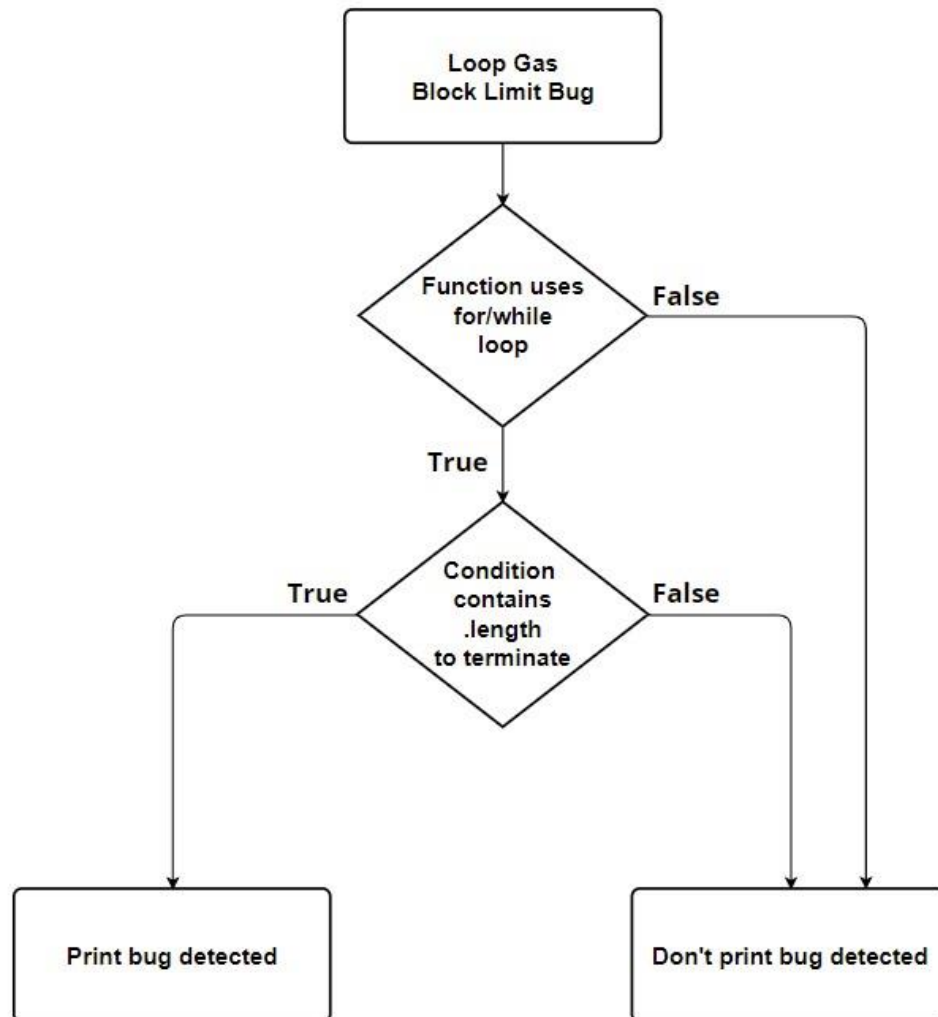 Loop Gas
Block Limit Bug
Function uses
for/while
loop
False
True
Condition
contains
.length
to terminate
True
False
Print bug detected
Don't print bug detected